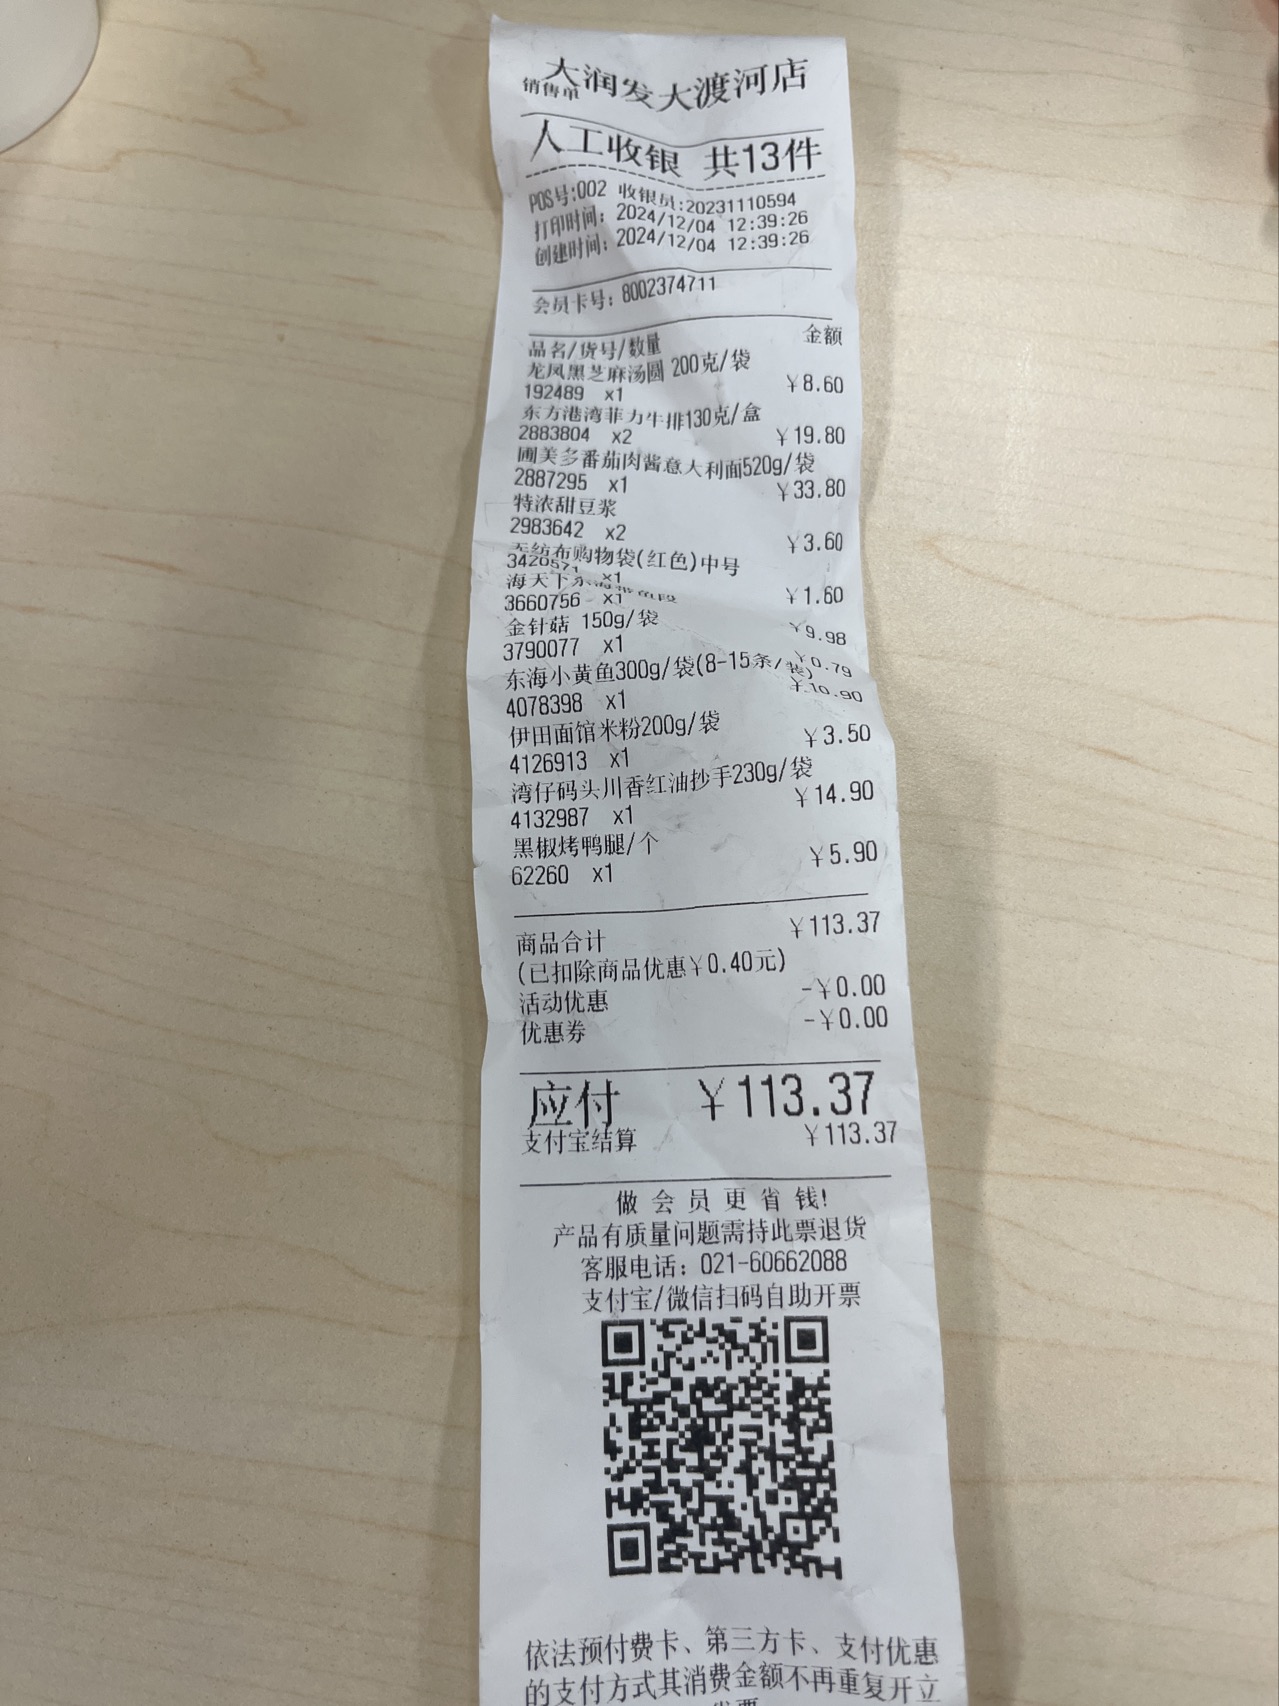 大润发大渡河店
销售单
人工收银 共13件
POS号:002 收银员:20231110594
打印时间: 2024/12/04 12:39:26
创建时间: 2024/12/04 12:39:26
会员卡号: 8002374711
品名/货号/数量 金额
龙凤黑芝麻汤圆 200克/袋
192489 x1 ￥8.60
东方港湾菲力牛排130克/盒
2883804 x2 ￥19.80
圃美多番茄肉酱意大利面520g/袋
2887295 x1 ￥33.80
特浓甜豆浆
2983642 x2 ￥3.60
无纺布购物袋(红色)中号
3420571 x1 ￥1.60
海天下东海带鱼段
3660756 x1 ￥9.98
金针菇 150g/袋
3790077 x1 ￥0.79
东海小黄鱼300g/袋(8-15条/袋)
4078398 x1 ￥10.90
伊田面馆米粉200g/袋
4126913 x1 ￥3.50
湾仔码头川香红油抄手230g/袋
4132987 x1 ￥14.90
黑椒烤鸭腿/个
62260 x1 ￥5.90
商品合计 ￥113.37
(已扣除商品优惠￥0.40元)
活动优惠 -￥0.00
优惠券 -￥0.00
应付 ￥113.37
支付宝结算 ￥113.37
做会员更省钱!
产品有质量问题需持此票退货
客服电话: 021-60662088
支付宝/微信扫码自助开票
依法预付费卡、第三方卡、支付优惠
的支付方式其消费金额不再重复开立